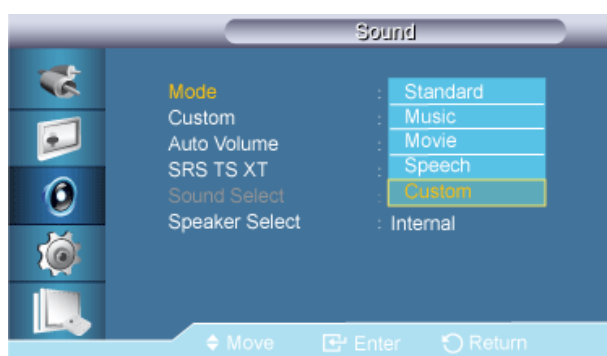 Sound
Mode : Standard
Custom Music
Auto Volume : Movie
SRS TS XT : Speech
Sound Select : Custom
Speaker Select : Internal
Move Enter Return